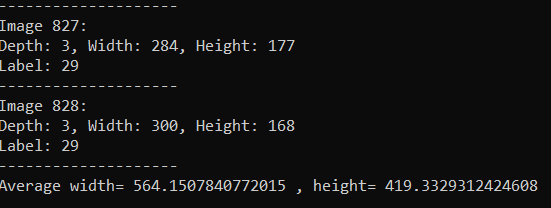 --------------------
Image 827:
Depth: 3, Width: 284, Height: 177
Label: 29
--------------------
Image 828:
Depth: 3, Width: 300, Height: 168
Label: 29
--------------------
Average width= 564.1507840772015 , height= 419.3329312424608